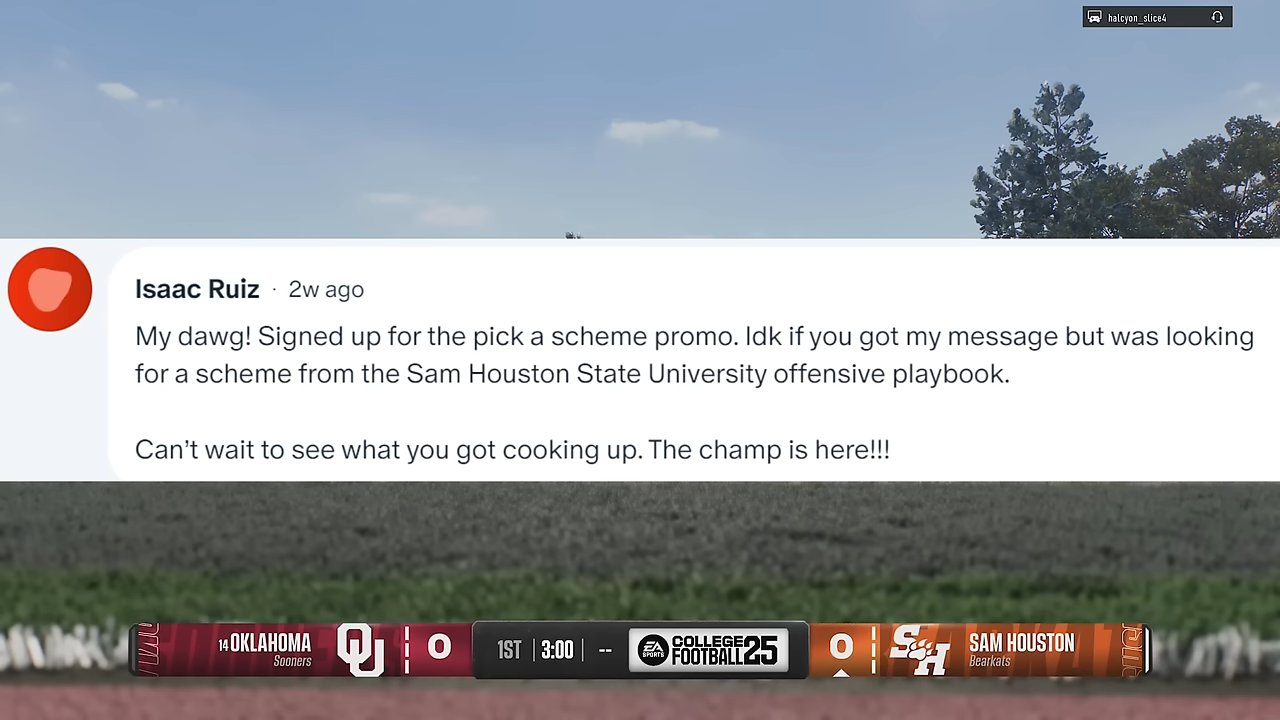 halcyon_slice4
Isaac Ruiz · 2w ago
My dawg! Signed up for the pick a scheme promo. Idk if you got my message but was looking
for a scheme from the Sam Houston State University offensive playbook.
Can’t wait to see what you got cooking up. The champ is here!!!
14 OKLAHOMA
Sooners
OU
0
1ST
3:00
--
EA SPORTS
COLLEGE FOOTBALL 25
0
SH
SAM HOUSTON
Bearkats